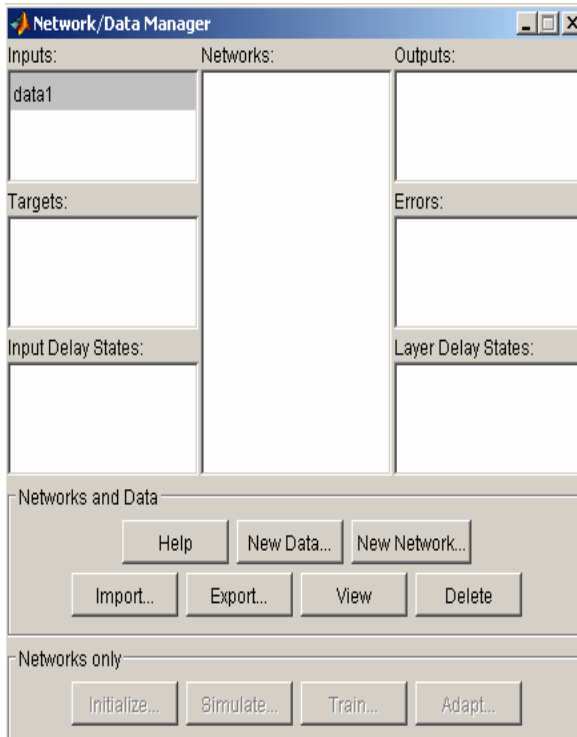 Network/Data Manager
Inputs: Networks: Outputs:
data1
Targets: Errors:
Input Delay States: Layer Delay States:
Networks and Data
Help New Data... New Network...
Import... Export... View Delete
Networks only
Initialize... Simulate... Train... Adapt...